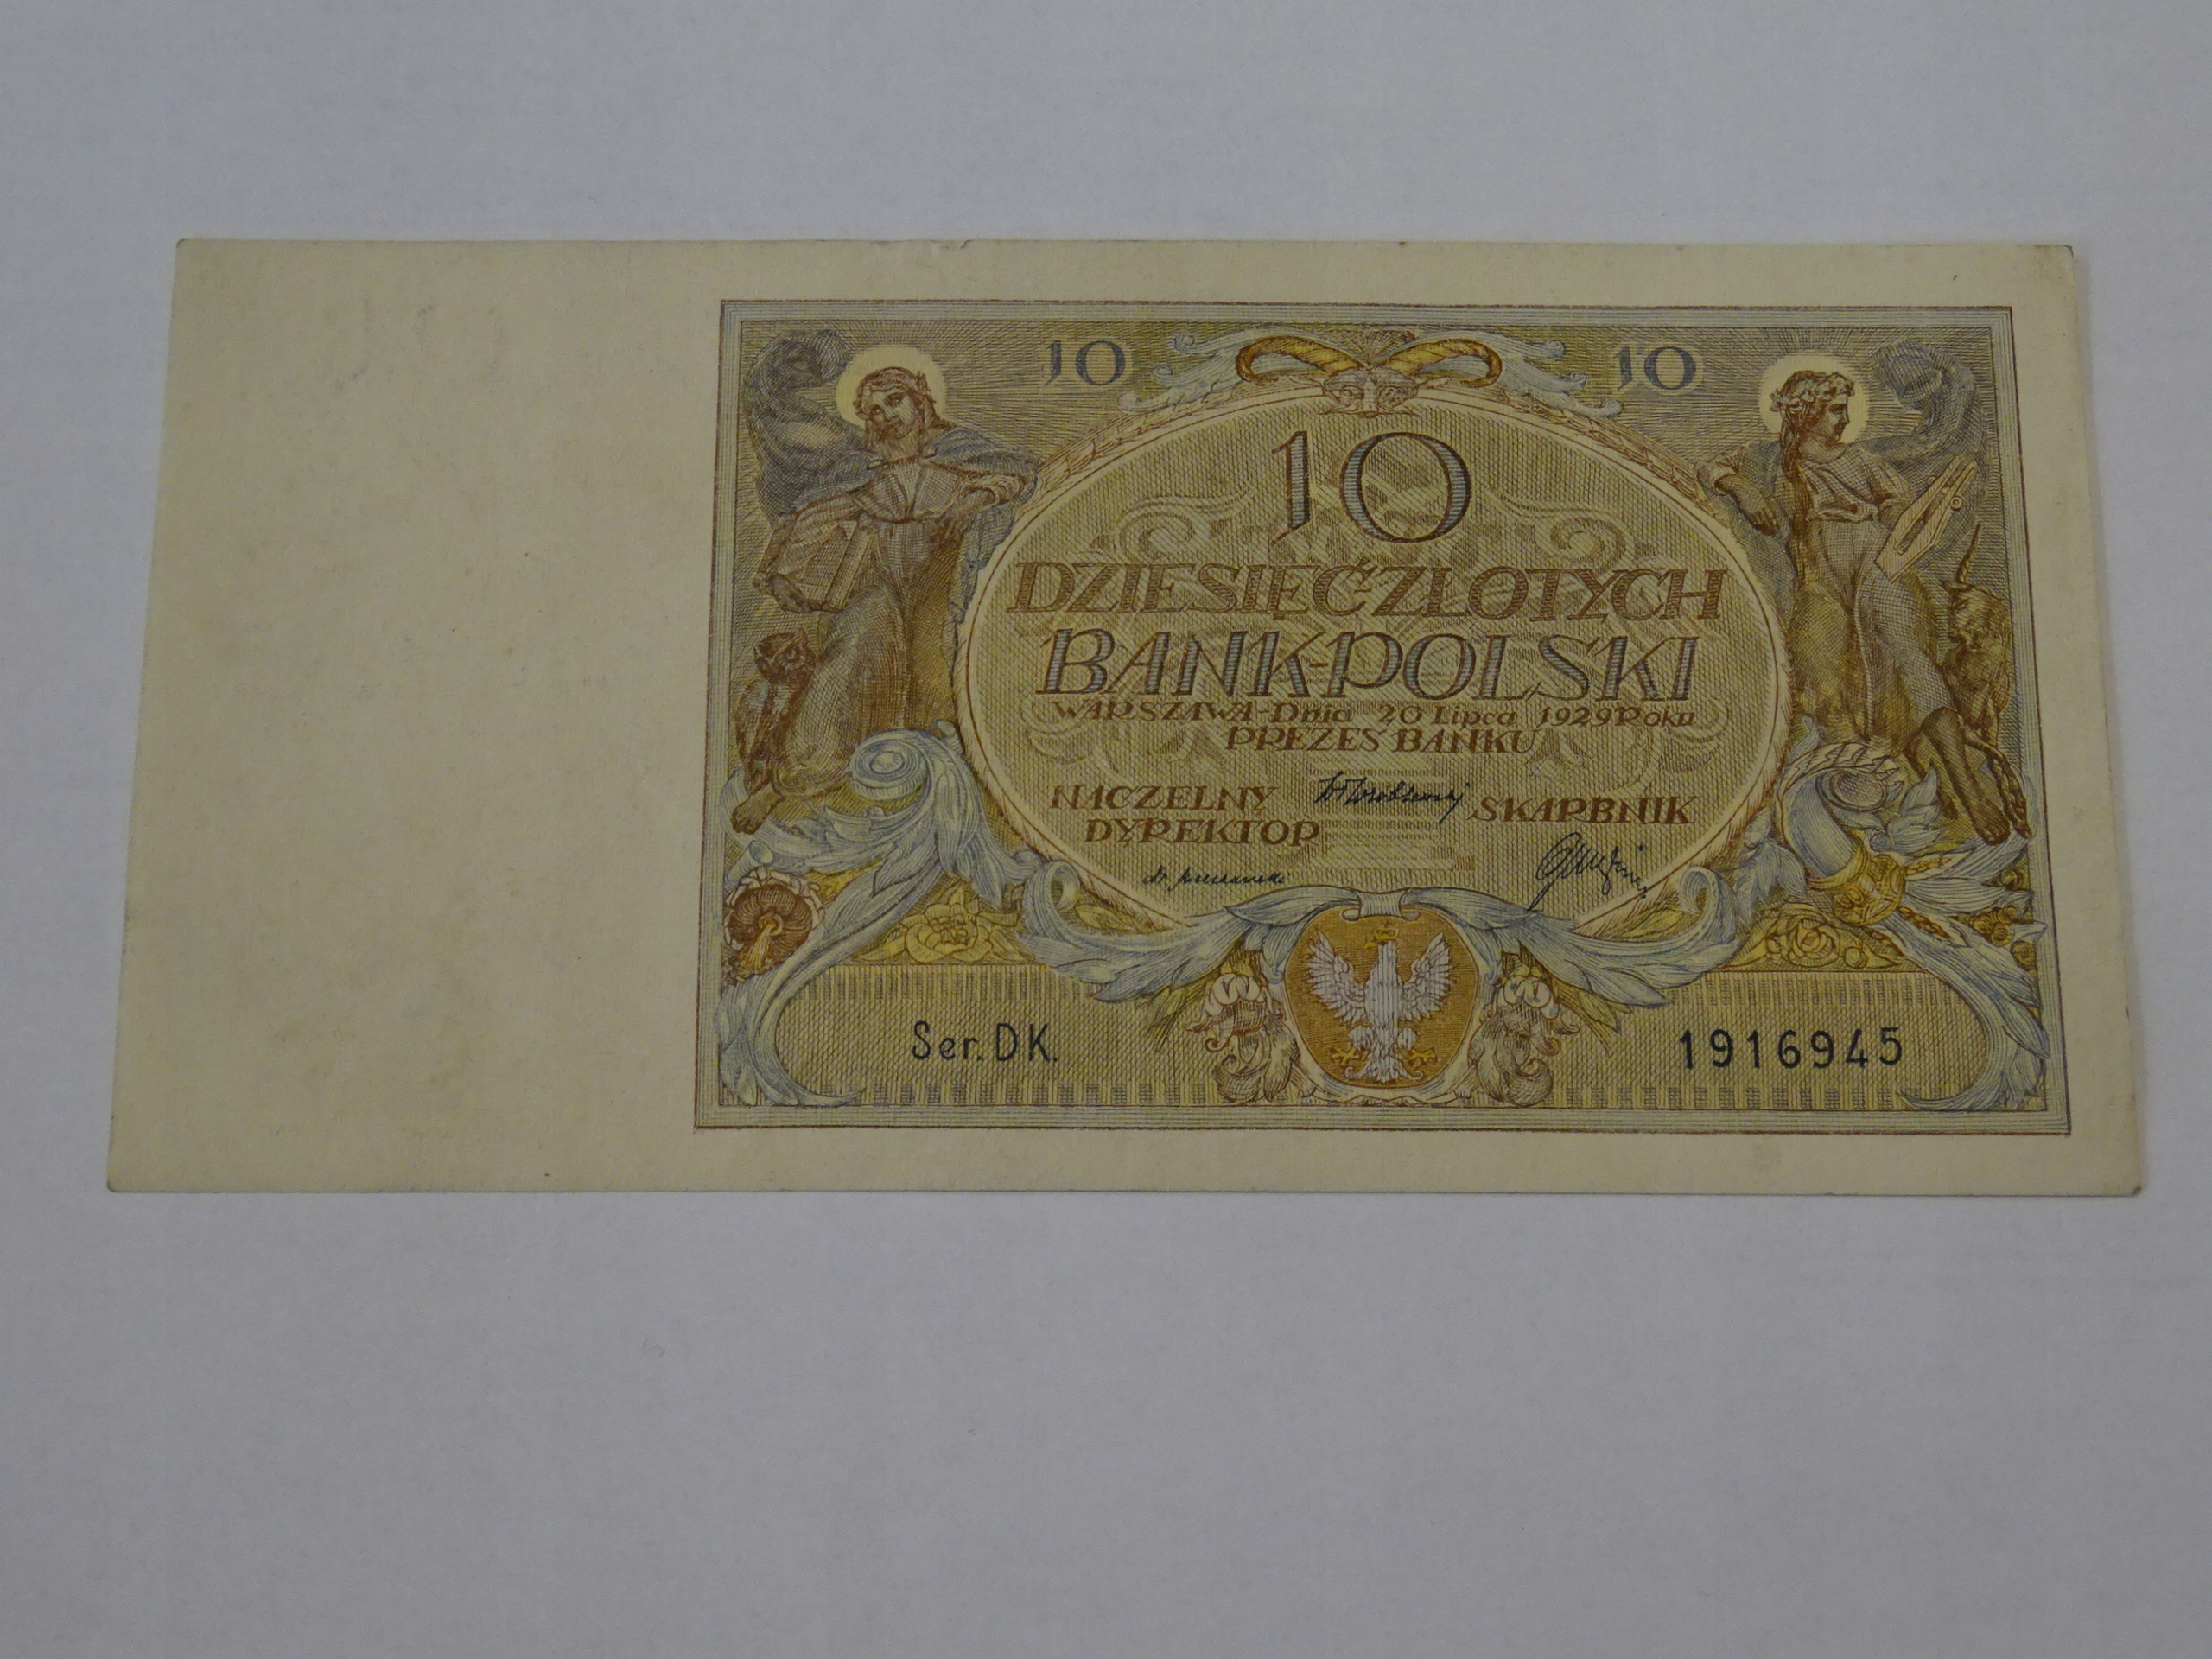 10 10
10
DZIESIĘĆ-ZŁOTYCH
BANK-POLSKI
WARSZAWA-Dnia 20 Lipca 1929 Roku
PREZES BANKU
NACZELNY SKARBNIK
DYREKTOR
Ser. DK. 1916945